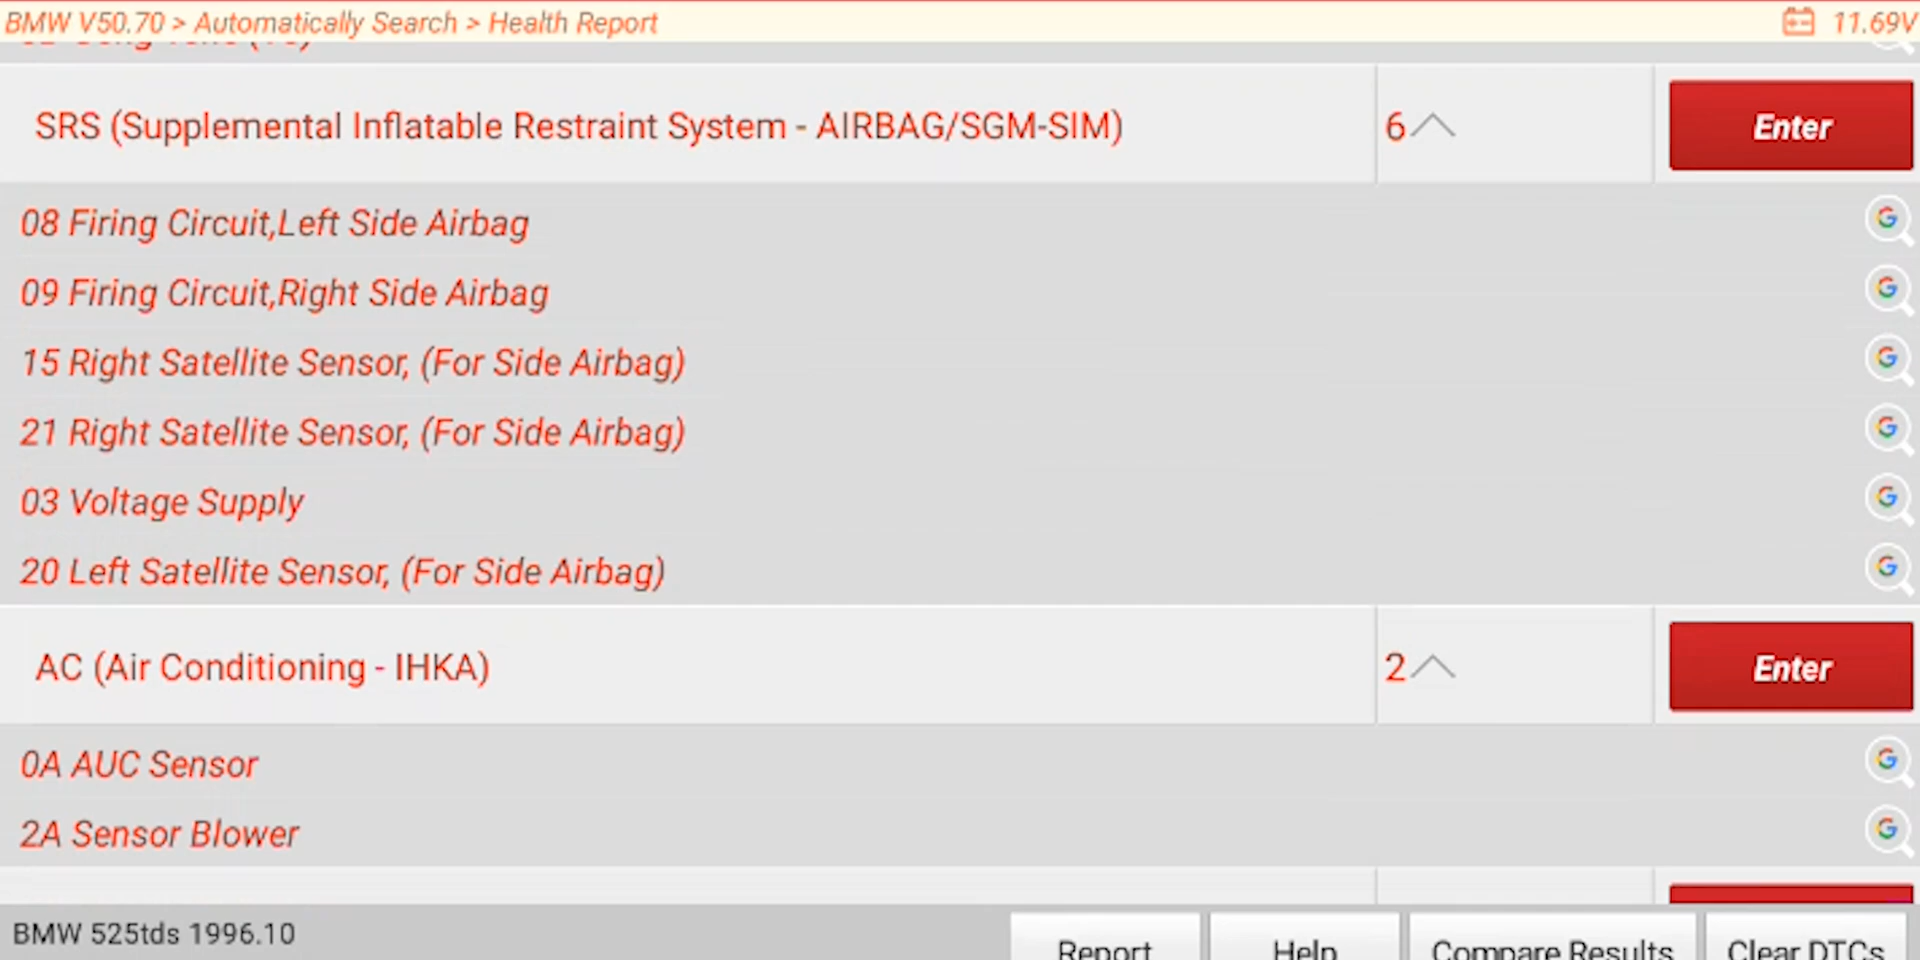 BMW V50.70 > Automatically Search > Health Report
11.69V
SRS (Supplemental Inflatable Restraint System - AIRBAG/SGM-SIM)
6
Enter
08 Firing Circuit,Left Side Airbag
09 Firing Circuit,Right Side Airbag
15 Right Satellite Sensor, (For Side Airbag)
21 Right Satellite Sensor, (For Side Airbag)
03 Voltage Supply
20 Left Satellite Sensor, (For Side Airbag)
AC (Air Conditioning - IHKA)
2
Enter
0A AUC Sensor
2A Sensor Blower
BMW 525tds 1996.10
Report
Help
Compare Results
Clear DTCs